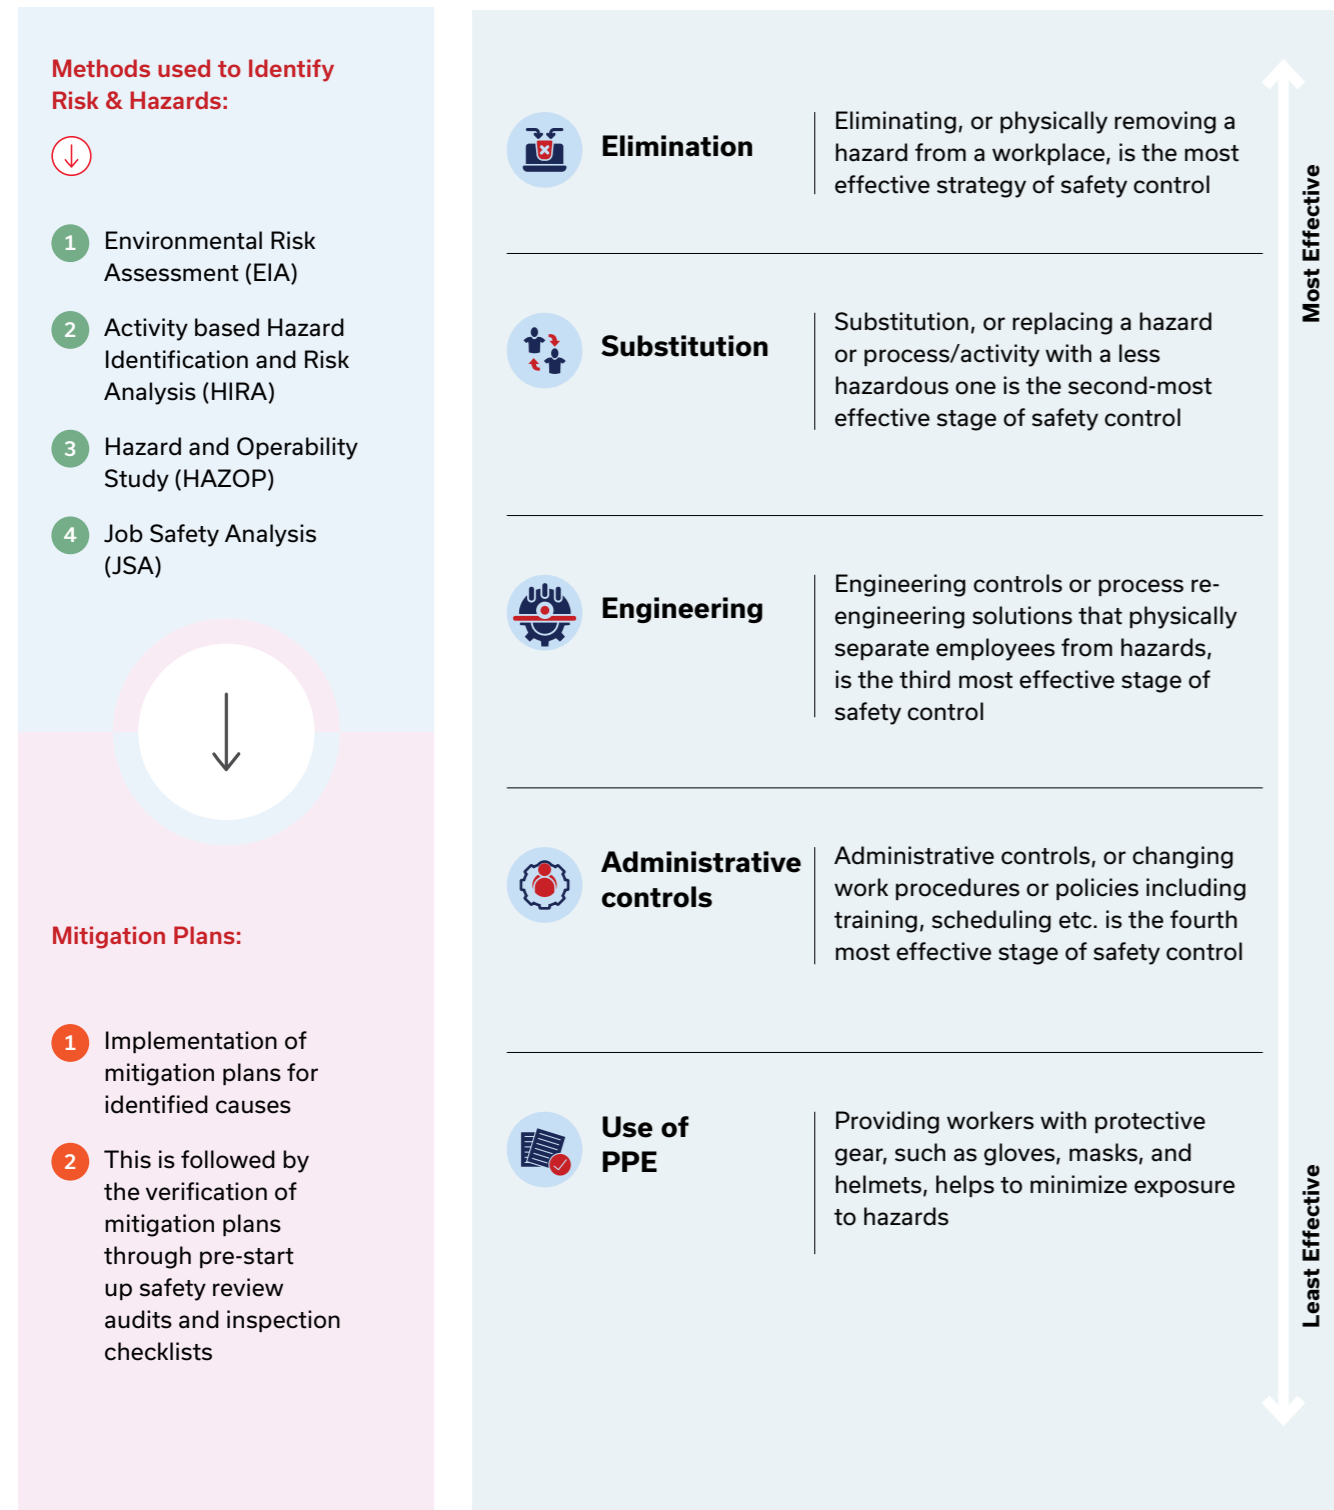 Methods used to Identify
Risk & Hazards:
1 Environmental Risk
Assessment (EIA)
2 Activity based Hazard
Identification and Risk
Analysis (HIRA)
3 Hazard and Operability
Study (HAZOP)
4 Job Safety Analysis
(JSA)
Mitigation Plans:
1 Implementation of
mitigation plans for
identified causes
2 This is followed by
the verification of
mitigation plans
through pre-start
up safety review
audits and inspection
checklists
Elimination
Eliminating, or physically removing a
hazard from a workplace, is the most
effective strategy of safety control
Substitution
Substitution, or replacing a hazard
or process/activity with a less
hazardous one is the second-most
effective stage of safety control
Engineering
Engineering controls or process re-
engineering solutions that physically
separate employees from hazards,
is the third most effective stage of
safety control
Administrative
controls
Administrative controls, or changing
work procedures or policies including
training, scheduling etc. is the fourth
most effective stage of safety control
Use of
PPE
Providing workers with protective
gear, such as gloves, masks, and
helmets, helps to minimize exposure
to hazards
Most Effective
Least Effective